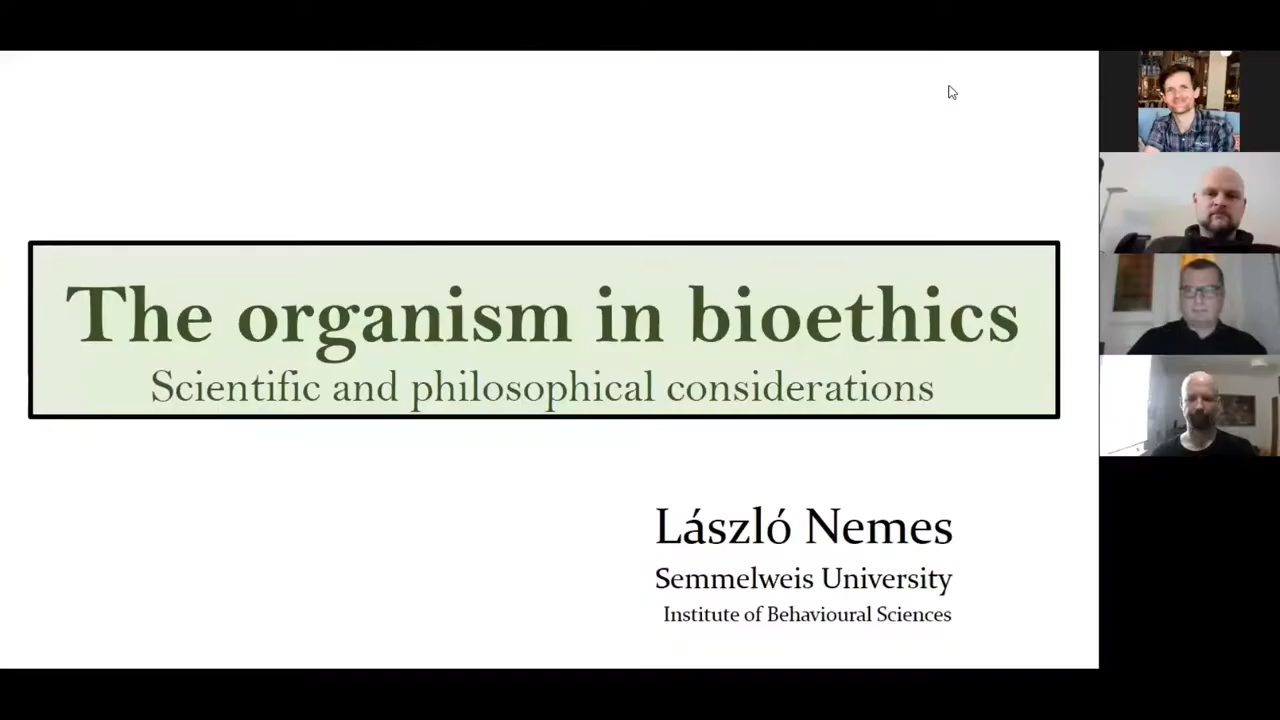 The organism in bioethics
Scientific and philosophical considerations
László Nemes
Semmelweis University
Institute of Behavioural Sciences